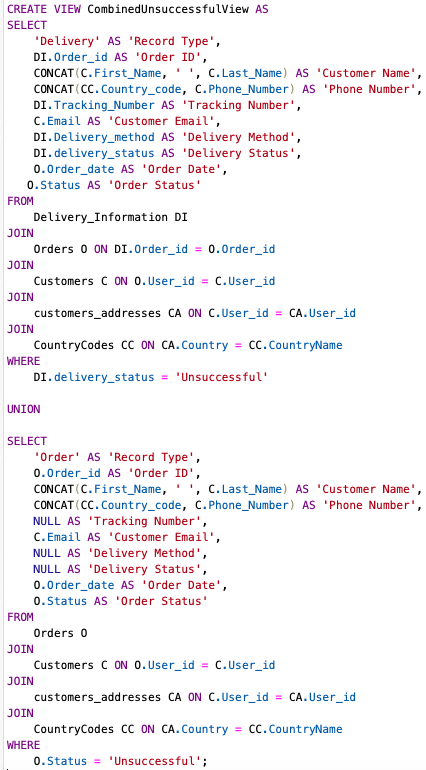 CREATE VIEW CombinedUnsuccessfulView AS
SELECT
    'Delivery' AS 'Record Type',
    DI.Order_id AS 'Order ID',
    CONCAT(C.First_Name, ' ', C.Last_Name) AS 'Customer Name',
    CONCAT(CC.Country_code, C.Phone_Number) AS 'Phone Number',
    DI.Tracking_Number AS 'Tracking Number',
    C.Email AS 'Customer Email',
    DI.Delivery_method AS 'Delivery Method',
    DI.delivery_status AS 'Delivery Status',
    O.Order_date AS 'Order Date',
   O.Status AS 'Order Status'
FROM
    Delivery_Information DI
JOIN
    Orders O ON DI.Order_id = O.Order_id
JOIN
    Customers C ON O.User_id = C.User_id
JOIN
    customers_addresses CA ON C.User_id = CA.User_id
JOIN
    CountryCodes CC ON CA.Country = CC.CountryName
WHERE
    DI.delivery_status = 'Unsuccessful'

UNION

SELECT
    'Order' AS 'Record Type',
    O.Order_id AS 'Order ID',
    CONCAT(C.First_Name, ' ', C.Last_Name) AS 'Customer Name',
    CONCAT(CC.Country_code, C.Phone_Number) AS 'Phone Number',
    NULL AS 'Tracking Number',
    C.Email AS 'Customer Email',
    NULL AS 'Delivery Method',
    NULL AS 'Delivery Status',
    O.Order_date AS 'Order Date',
    O.Status AS 'Order Status'
FROM
    Orders O
JOIN
    Customers C ON O.User_id = C.User_id
JOIN
    customers_addresses CA ON C.User_id = CA.User_id
JOIN
    CountryCodes CC ON CA.Country = CC.CountryName
WHERE
    O.Status = 'Unsuccessful';